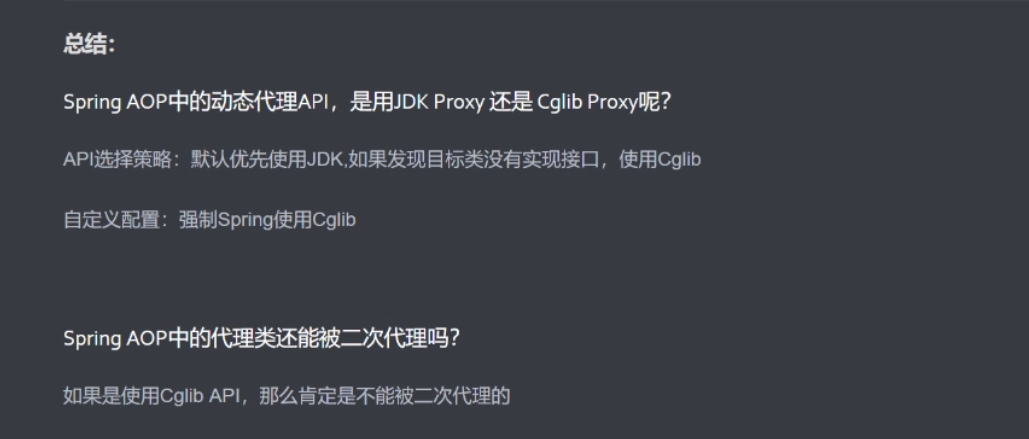 总结：
Spring AOP中的动态代理API，是用JDK Proxy 还是 Cglib Proxy呢？
API选择策略：默认优先使用JDK,如果发现目标类没有实现接口，使用Cglib
自定义配置：强制Spring使用Cglib
Spring AOP中的代理类还能被二次代理吗？
如果是使用Cglib API，那么肯定是不能被二次代理的